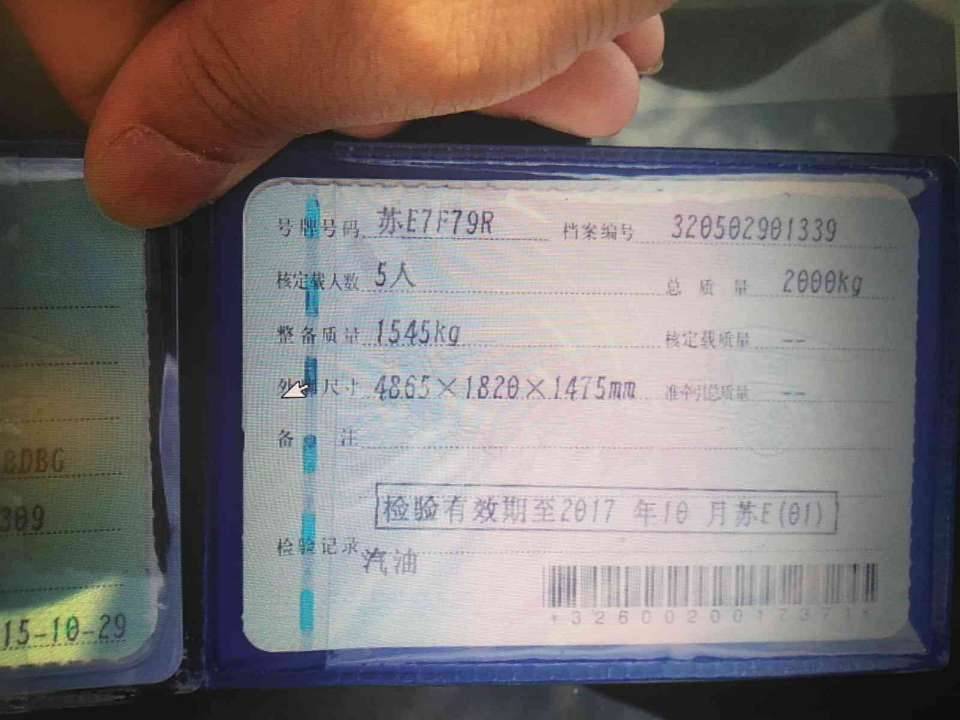 号牌号码 苏E7F79R 档案编号 320502901339
核定载人数 5人 总质量 2000kg
整备质量 1545kg 核定载质量 --
外廓尺寸 4865×1820×1475mm 准牵引总质量 --
备注
检验有效期至2017年10月苏E(01)
检验记录 汽油
BDBG
309
15-10-29